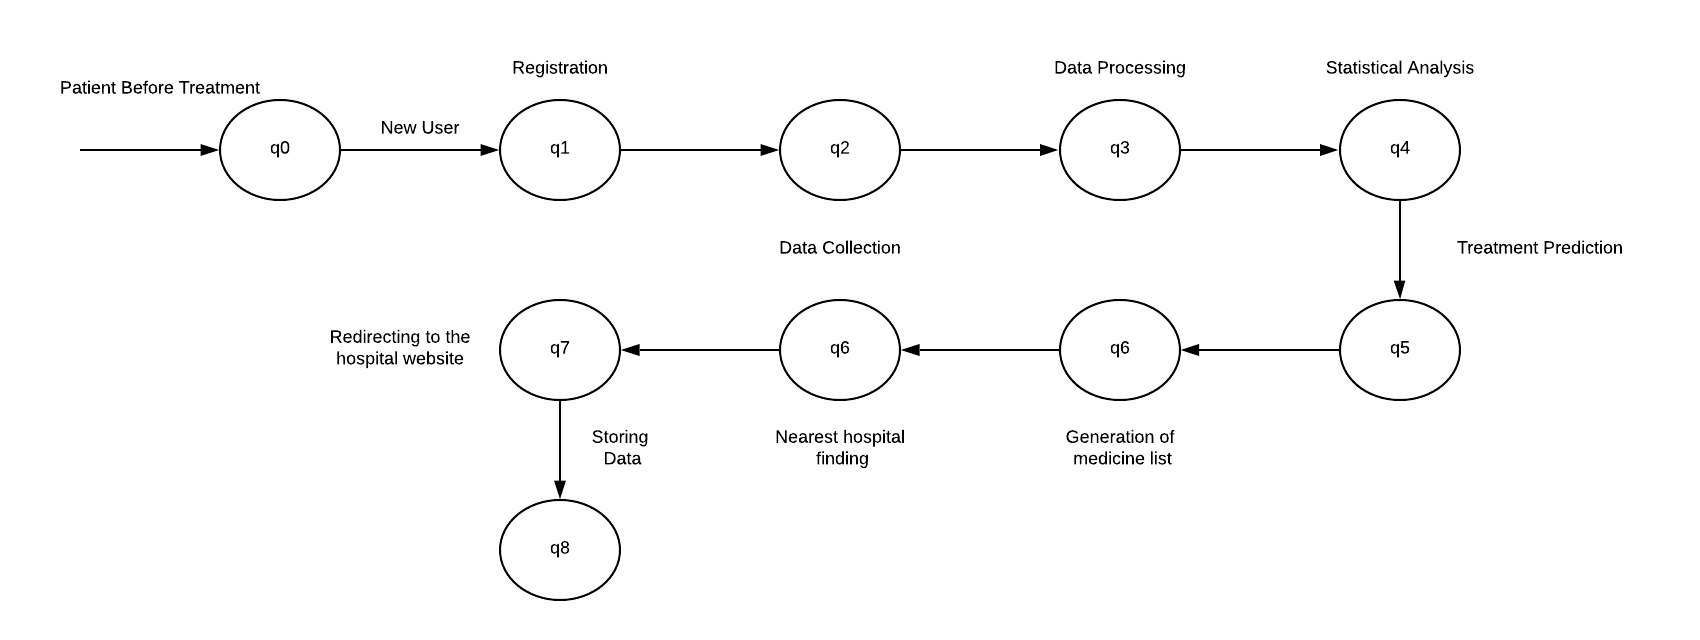 Registration
Data Processing
Statistical Analysis
Patient Before Treatment
New User
q0
q1
q2
q3
q4
Data Collection
Treatment Prediction
Redirecting to the
hospital website
q7
q6
q6
q5
Storing
Data
Nearest hospital
finding
Generation of
medicine list
q8